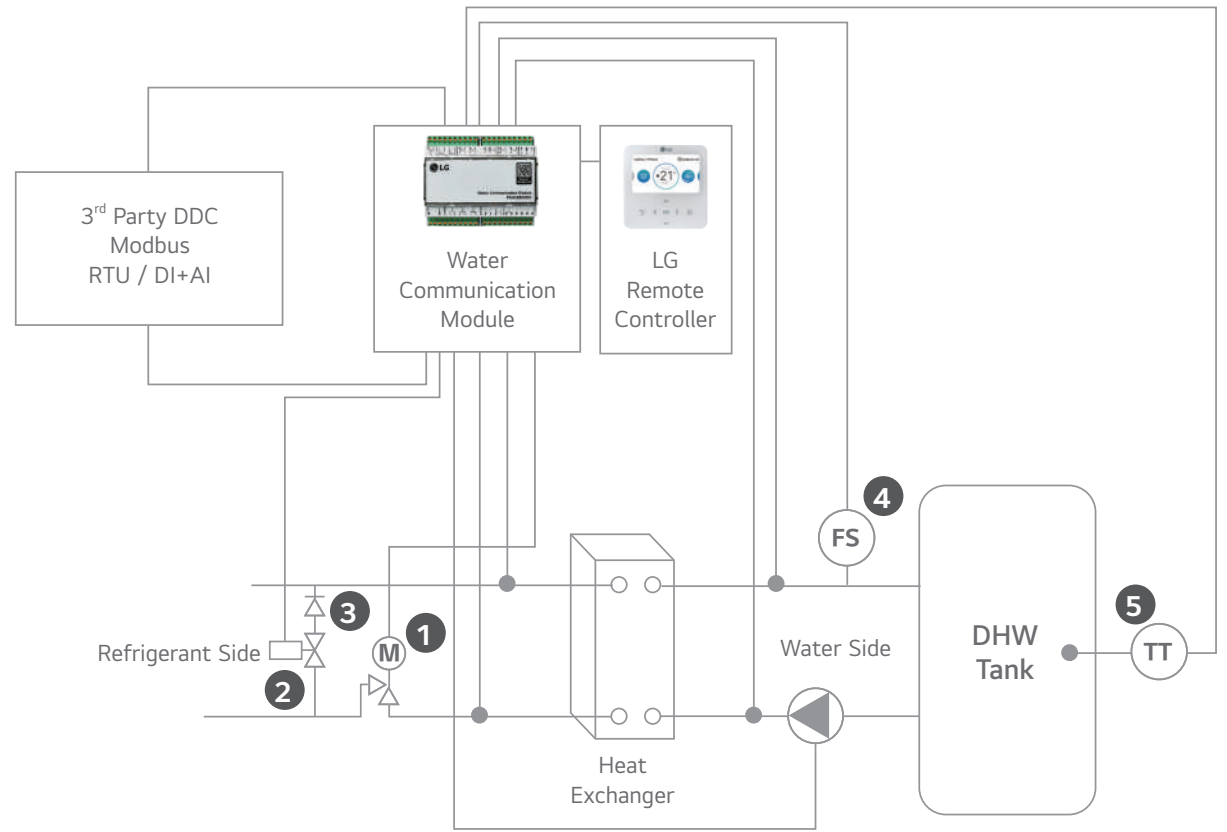 3rd Party DDC
Modbus
RTU / DI+AI
LG
Water
Communication
Module
LG
Remote
Controller
4
FS
5
TT
DHW
Tank
Water Side
3
1
M
Refrigerant Side
2
Heat
Exchanger